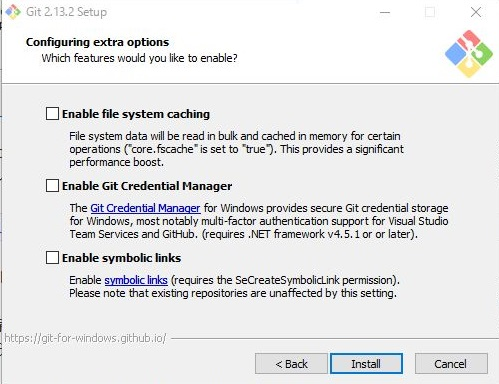 Git 2.13.2 Setup
Configuring extra options
Which features would you like to enable?
Enable file system caching
File system data will be read in bulk and cached in memory for certain
operations ("core.fscache" is set to "true"). This provides a significant
performance boost.
Enable Git Credential Manager
The Git Credential Manager for Windows provides secure Git credential storage
for Windows, most notably multi-factor authentication support for Visual Studio
Team Services and GitHub. (requires .NET framework v4.5.1 or or later).
Enable symbolic links
Enable symbolic links (requires the SeCreateSymbolicLink permission).
Please note that existing repositories are unaffected by this setting.
https://git-for-windows.github.io/
< Back
Install
Cancel